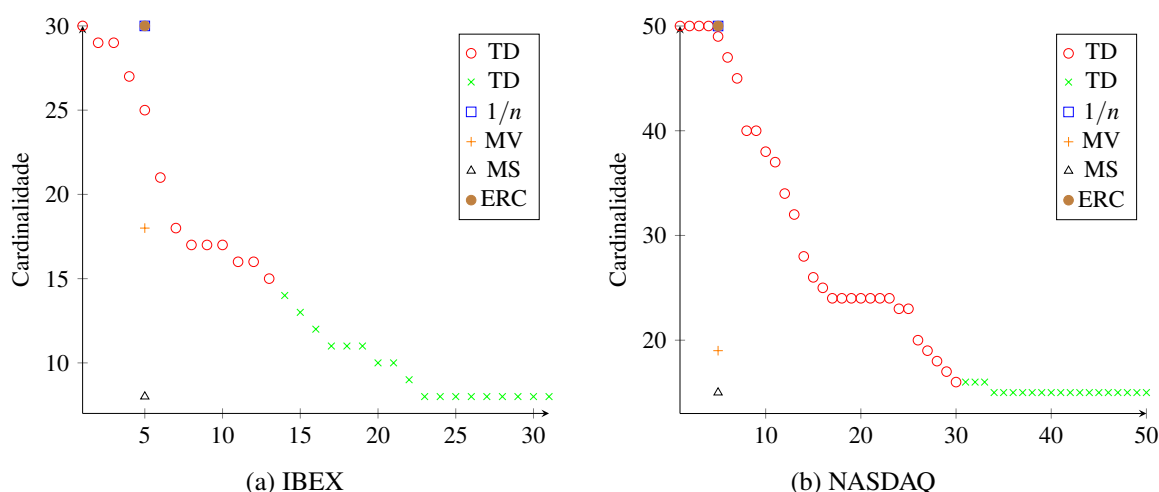 30
25
20
15
10
Cardinalidade
5 10 15 20 25 30
TD
TD
1/n
MV
MS
ERC
(a) IBEX
50
40
30
20
Cardinalidade
10 20 30 40 50
TD
TD
1/n
MV
MS
ERC
(b) NASDAQ